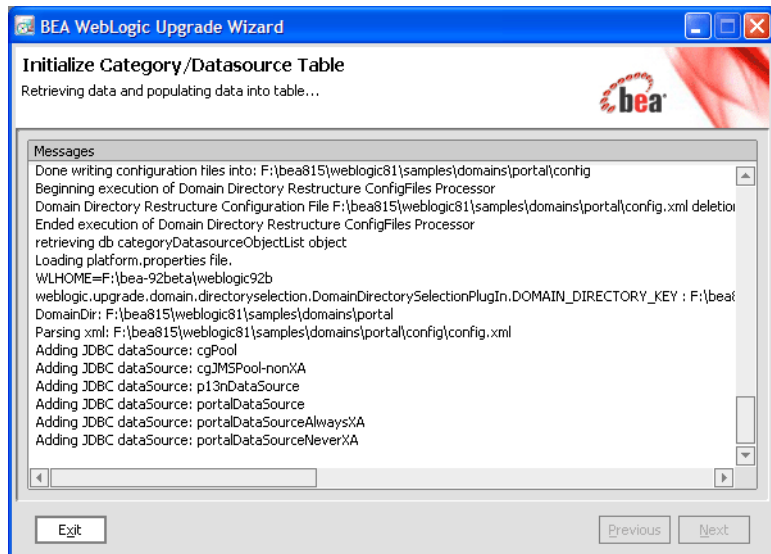 BEA WebLogic Upgrade Wizard
Initialize Category/Datasource Table
Retrieving data and populating data into table...
bea
Messages
Done writing configuration files into: F:\bea815\weblogic81\samples\domains\portal\config
Beginning execution of Domain Directory Restructure ConfigFiles Processor
Domain Directory Restructure Configuration File F:\bea815\weblogic81\samples\domains\portal\config.xml deletion
Ended execution of Domain Directory Restructure ConfigFiles Processor
retrieving db categoryDatasourceObjectList object
Loading platform.properties file.
WLHOME=F:\bea-92beta\weblogic92b
weblogic.upgrade.domain.directoryselection.DomainDirectorySelectionPlugIn.DOMAIN_DIRECTORY_KEY : F:\bea8
DomainDir: F:\bea815\weblogic81\samples\domains\portal
Parsing xml: F:\bea815\weblogic81\samples\domains\portal\config\config.xml
Adding JDBC dataSource: cgPool
Adding JDBC dataSource: cgJMSPool-nonXA
Adding JDBC dataSource: p13nDataSource
Adding JDBC dataSource: portalDataSource
Adding JDBC dataSource: portalDataSourceAlwaysXA
Adding JDBC dataSource: portalDataSourceNeverXA
Exit
Previous
Next